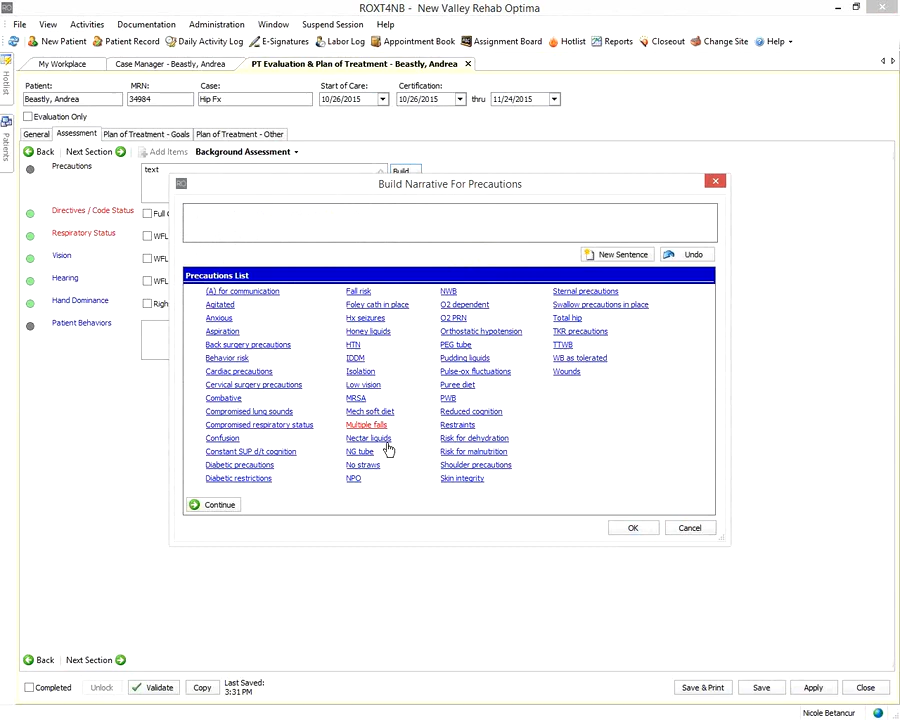 ROXT4NB - New Valley Rehab Optima
File View Activities Documentation Administration Window Suspend Session Help
New Patient Patient Record Daily Activity Log E-Signatures Labor Log Appointment Book Assignment Board Hotlist Reports Closeout Change Site Help
My Workplace Case Manager - Beastly, Andrea PT Evaluation & Plan of Treatment - Beastly, Andrea
Hotlist
Patients
Patient: MRN: Case: Start of Care: Certification:
Beastly, Andrea 34984 Hip Fx 10/26/2015 10/26/2015 thru 11/24/2015
Evaluation Only
General Assessment Plan of Treatment - Goals Plan of Treatment - Other
Back Next Section Add Items Background Assessment
Precautions text Build
Directives / Code Status Full
Respiratory Status WFL
Vision WFL
Hearing WFL
Hand Dominance Righ
Patient Behaviors
RO
Build Narrative For Precautions
New Sentence Undo
Precautions List
(A) for communication Fall risk NWB Sternal precautions
Agitated Foley cath in place O2 dependent Swallow precautions in place
Anxious Hx seizures O2 PRN Total hip
Aspiration Honey liquids Orthostatic hypotension TKR precautions
Back surgery precautions HTN PEG tube TTWB
Behavior risk IDDM Pudding liquids WB as tolerated
Cardiac precautions Isolation Pulse-ox fluctuations Wounds
Cervical surgery precautions Low vision Puree diet
Combative MRSA PWB
Compromised lung sounds Mech soft diet Reduced cognition
Compromised respiratory status Multiple falls Restraints
Confusion Nectar liquids Risk for dehydration
Constant SUP d/t cognition NG tube Risk for malnutrition
Diabetic precautions No straws Shoulder precautions
Diabetic restrictions NPO Skin integrity
Continue
OK Cancel
Back Next Section
Completed Unlock Validate Copy Last Saved: Save & Print Save Apply Close
3:31 PM
Nicole Betancur